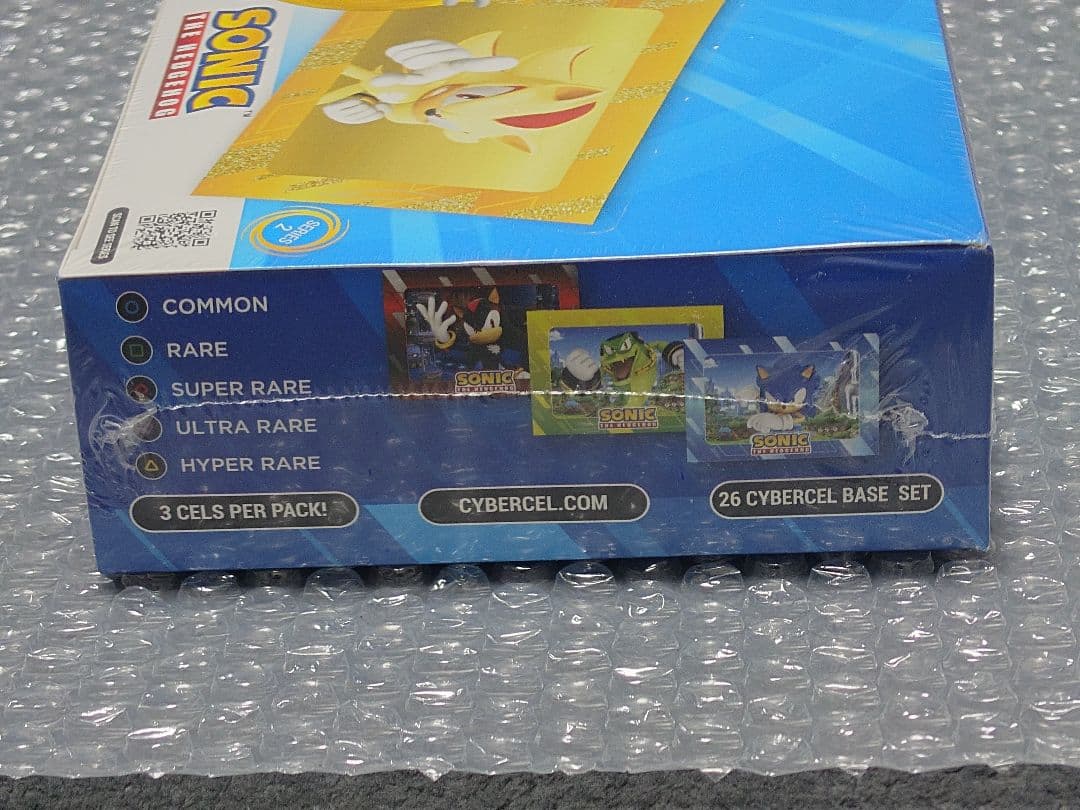 SONIC
THE HEDGEHOG
SERIES
2
COMMON
RARE
SUPER RARE
ULTRA RARE
HYPER RARE
SONIC
THE HEDGEHOG
SONIC
THE HEDGEHOG
SONIC
THE HEDGEHOG
3 CELS PER PACK!
CYBERCEL.COM
26 CYBERCEL BASE SET